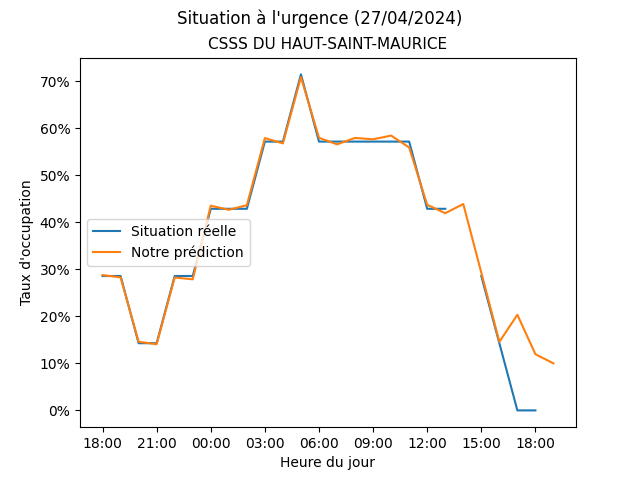 Situation à l'urgence (27/04/2024)
CSSS DU HAUT-SAINT-MAURICE
70%
60%
50%
40%
30%
20%
10%
0%
Taux d'occupation
Situation réelle
Notre prédiction
18:00 21:00 00:00 03:00 06:00 09:00 12:00 15:00 18:00
Heure du jour